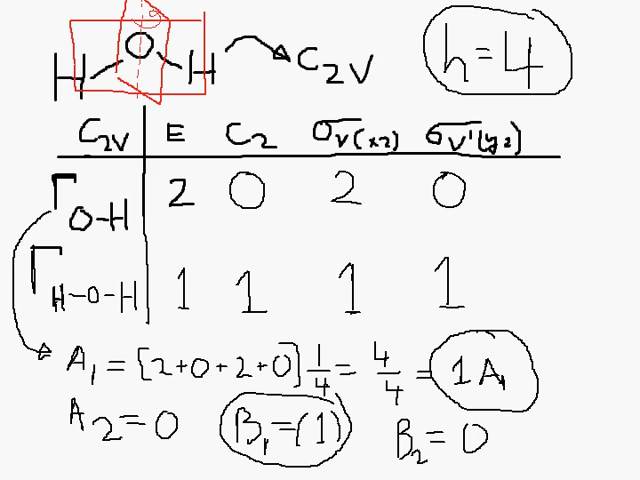 H O H C2V h=4
C2V E C2 σv(xz) σv'(yz)
ΓO-H 2 0 2 0
ΓH-O-H 1 1 1 1
A1 = [2+0+2+0] 1/4 = 4/4 = 1A1
A2=0 B1=(1) B2=0